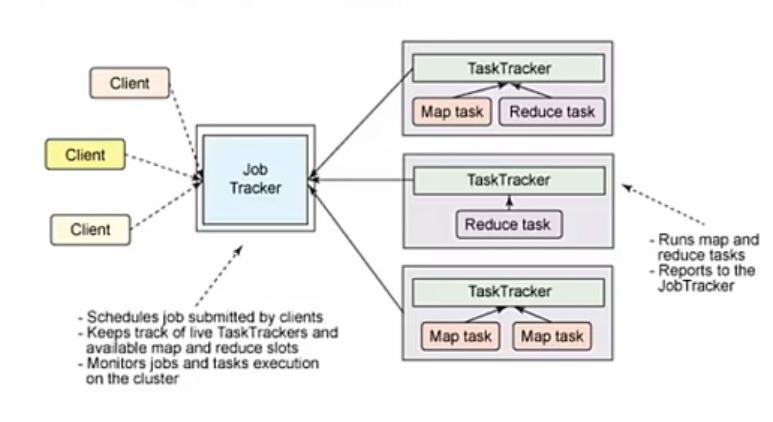 Client
Client
Client
Job
Tracker
TaskTracker
Map task
Reduce task
TaskTracker
Reduce task
TaskTracker
Map task
Map task
- Schedules job submitted by clients
- Keeps track of live TaskTrackers and
available map and reduce slots
- Monitors jobs and tasks execution
on the cluster
- Runs map and
reduce tasks
- Reports to the
JobTracker